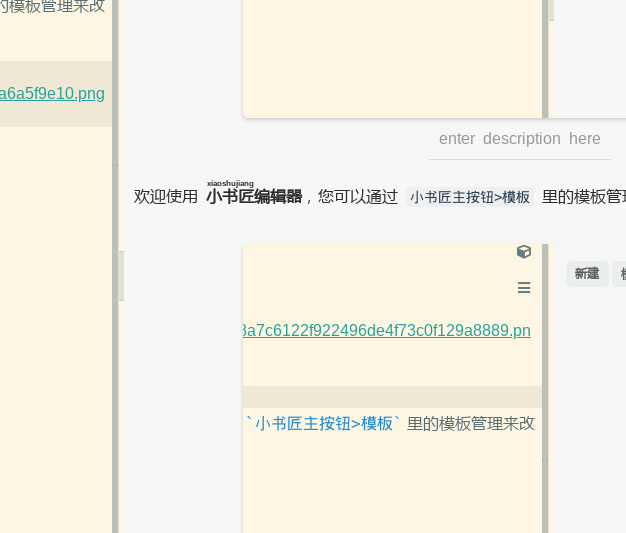 的模板管理来改
a6a5f9e10.png
enter description here
xiaoshujiang
欢迎使用 小书匠编辑器，您可以通过 小书匠主按钮>模板 里的模板管
新建
3a7c6122f922496de4f73c0f129a8889.pn
`小书匠主按钮>模板` 里的模板管理来改